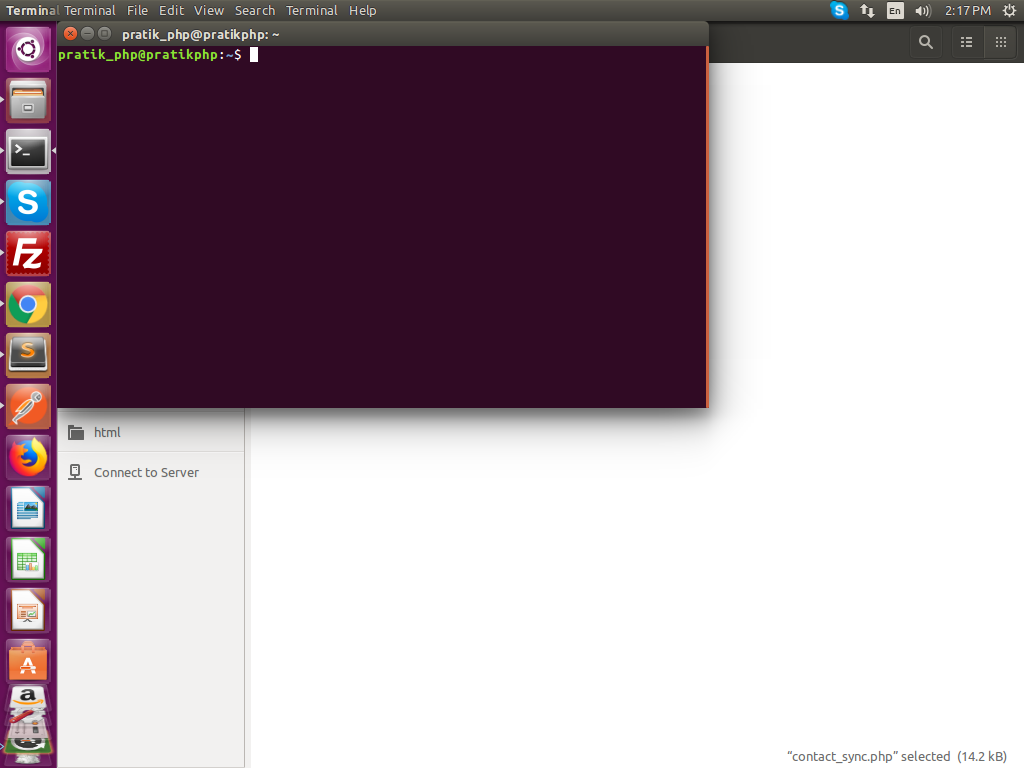 Terminal Terminal File Edit View Search Terminal Help En 2:17 PM
pratik_php@pratikphp: ~
pratik_php@pratikphp:~$
html
Connect to Server
“contact_sync.php” selected (14.2 kB)